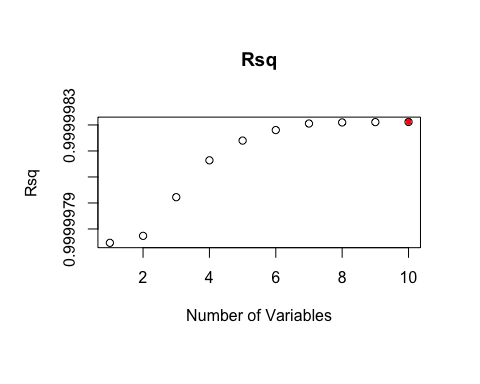 Rsq
Rsq
0.9999983
0.9999979
2 4 6 8 10
Number of Variables